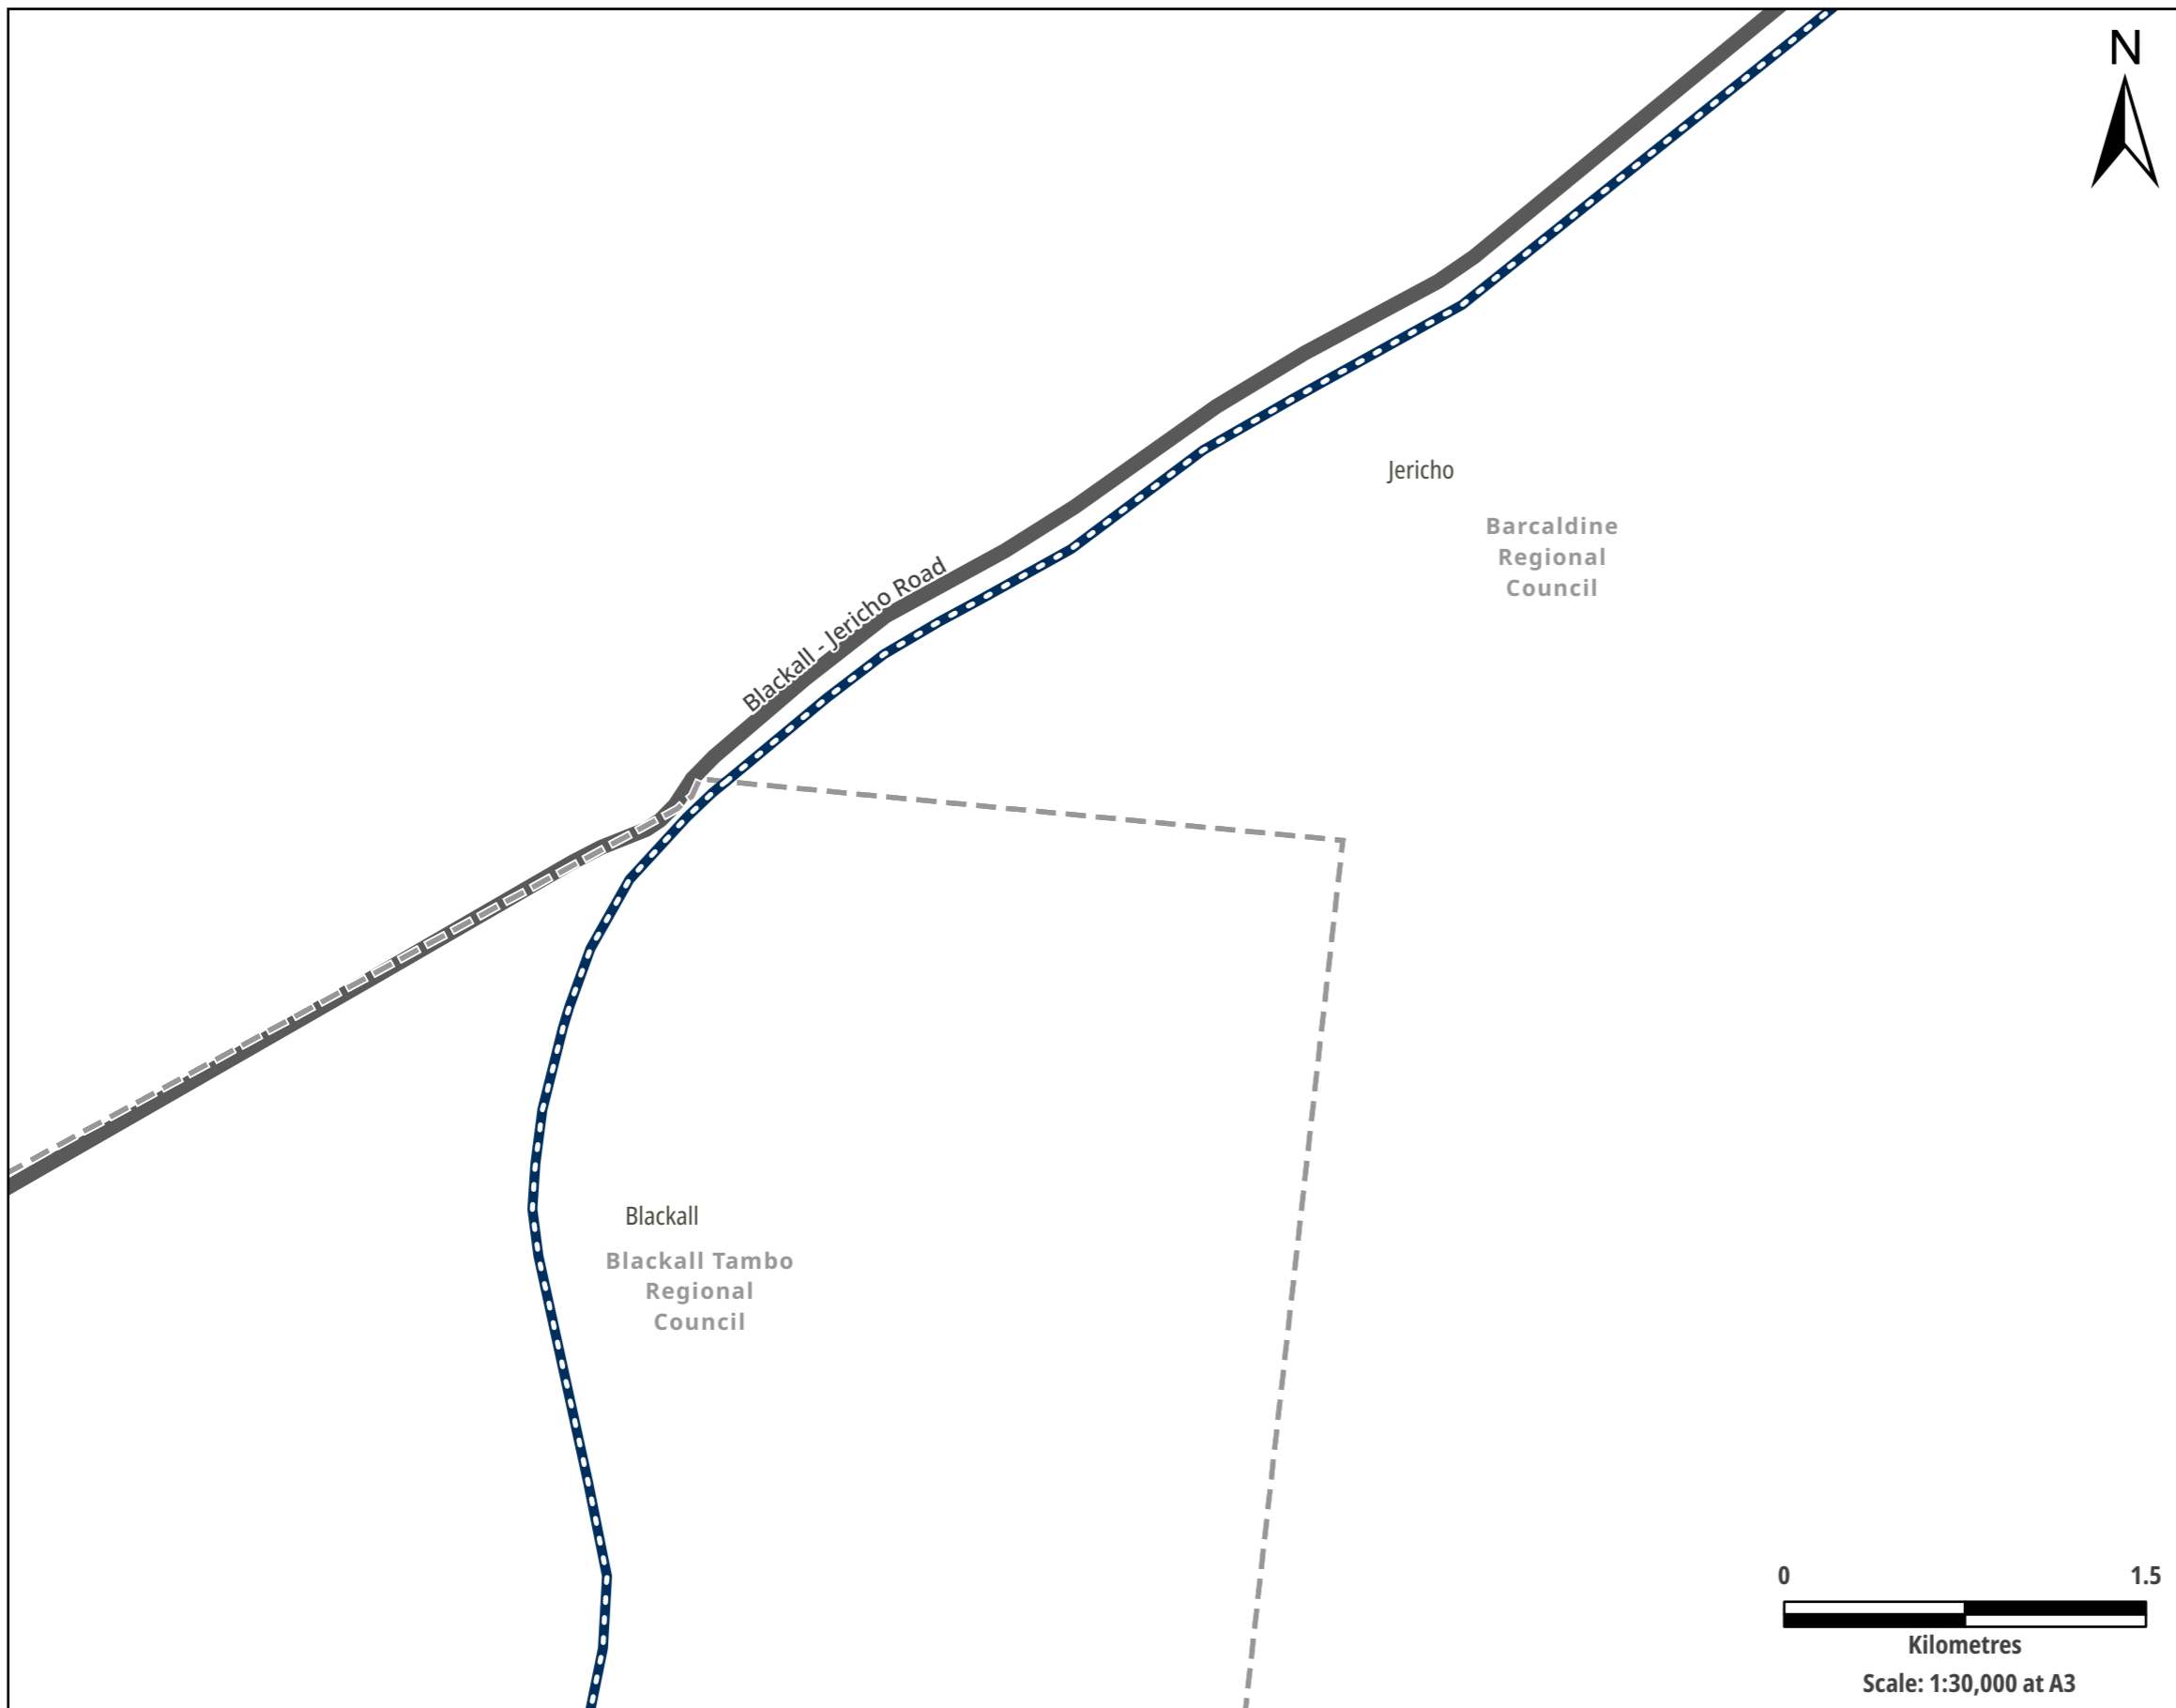 N
Jericho
Barcaldine
Regional
Council
Blackall - Jericho Road
Blackall
Blackall Tambo
Regional
Council
0 1.5
Kilometres
Scale: 1:30,000 at A3